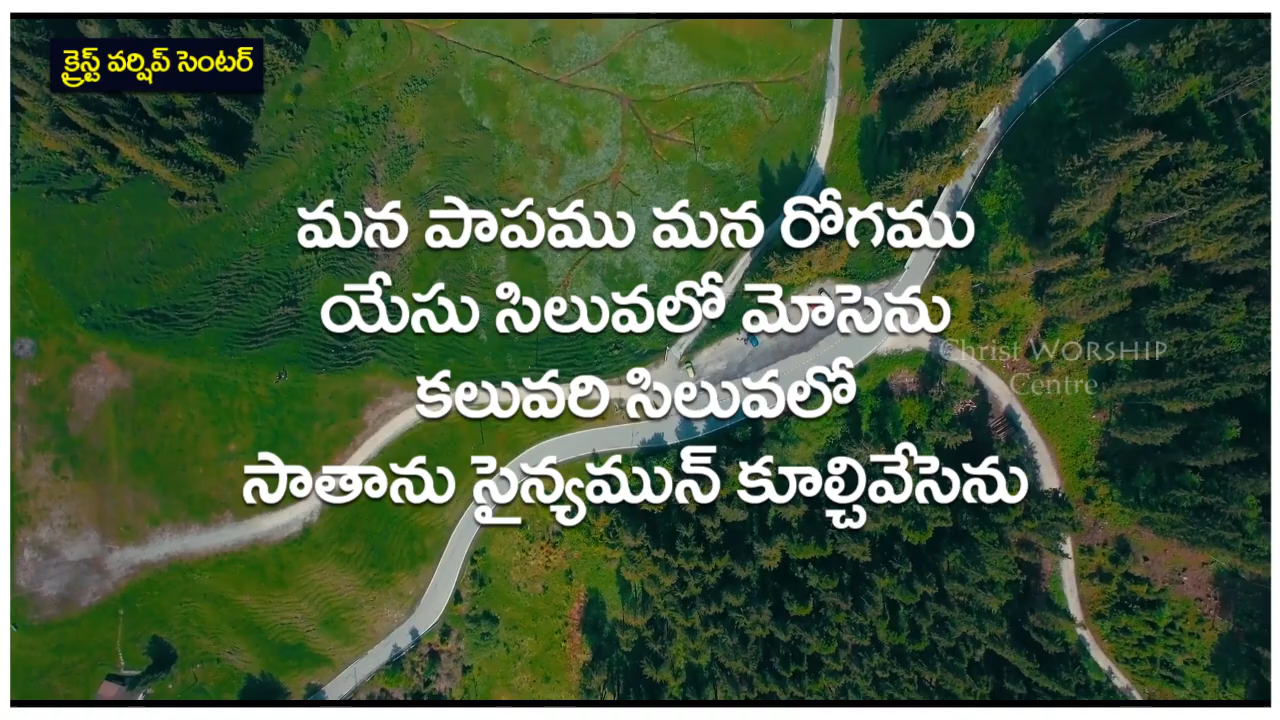 క్రైస్ట్ వర్షిప్ సెంటర్
మన పాపము మన రోగము
యేసు సిలువలో మోసెను
Christ WORSHIP
Centre
కలువరి సిలువలో
సాతాను సైన్యమున్ కూల్చివేసెను